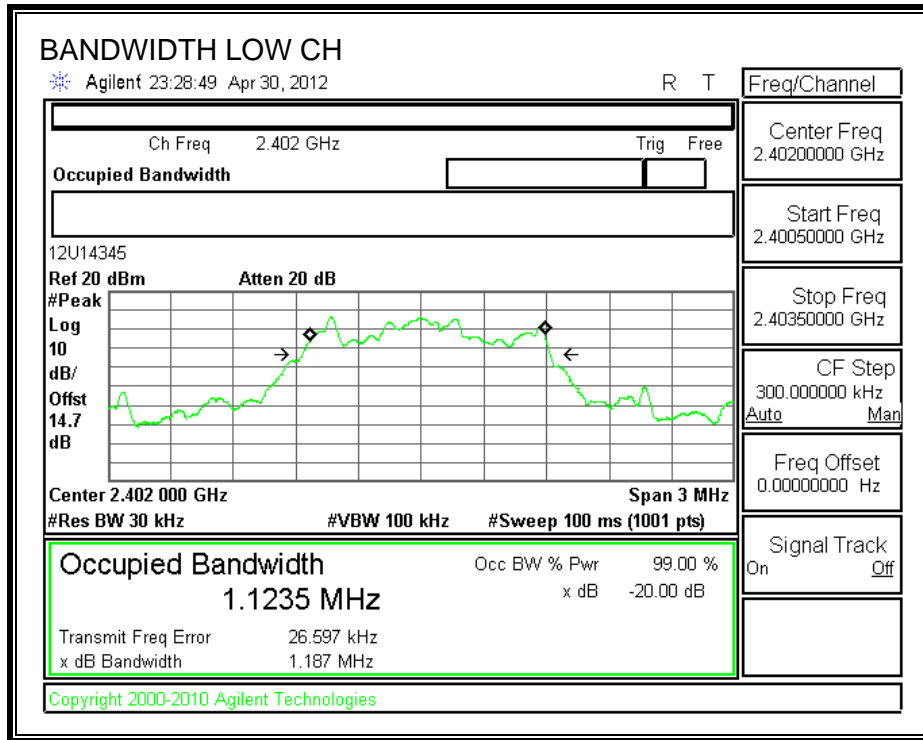 BANDWIDTH LOW CH
Agilent 23:28:49 Apr 30, 2012 R T
Freq/Channel
Ch Freq 2.402 GHz Trig Free
Occupied Bandwidth
Center Freq
2.40200000 GHz
Start Freq
2.40050000 GHz
Stop Freq
2.40350000 GHz
CF Step
300.000000 kHz
Auto Man
Freq Offset
0.00000000 Hz
Signal Track
On Off
12U14345
Ref 20 dBm Atten 20 dB
#Peak
Log
10
dB/
Offst
14.7
dB
Center 2.402 000 GHz Span 3 MHz
#Res BW 30 kHz #VBW 100 kHz #Sweep 100 ms (1001 pts)
Occupied Bandwidth
1.1235 MHz
Occ BW % Pwr 99.00 %
x dB -20.00 dB
Transmit Freq Error 26.597 kHz
x dB Bandwidth 1.187 MHz
Copyright 2000-2010 Agilent Technologies